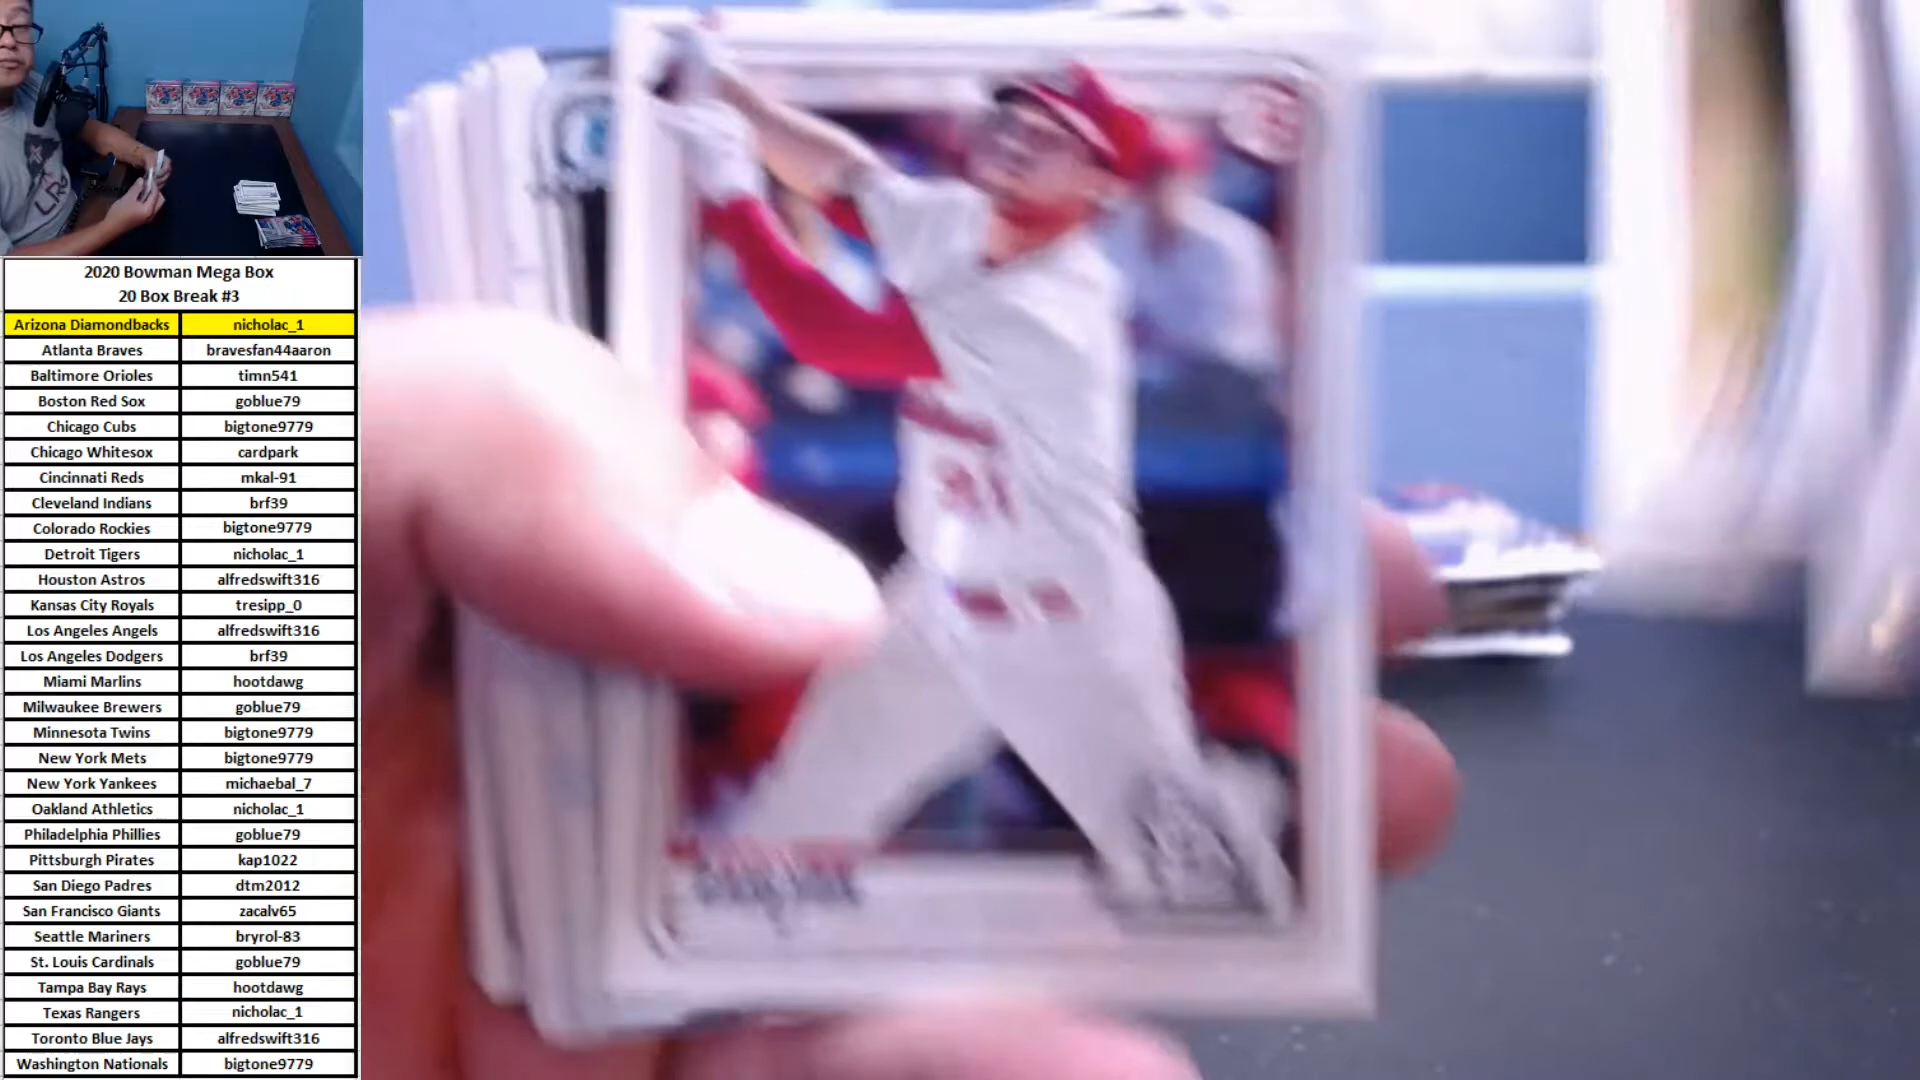 2020 Bowman Mega Box
20 Box Break #3
Arizona Diamondbacks nicholac_1
Atlanta Braves bravesfan44aaron
Baltimore Orioles timn541
Boston Red Sox goblue79
Chicago Cubs bigtone9779
Chicago Whitesox cardpark
Cincinnati Reds mkal-91
Cleveland Indians brf39
Colorado Rockies bigtone9779
Detroit Tigers nicholac_1
Houston Astros alfredswift316
Kansas City Royals tresipp_0
Los Angeles Angels alfredswift316
Los Angeles Dodgers brf39
Miami Marlins hootdawg
Milwaukee Brewers goblue79
Minnesota Twins bigtone9779
New York Mets bigtone9779
New York Yankees michaebal_7
Oakland Athletics nicholac_1
Philadelphia Phillies goblue79
Pittsburgh Pirates kap1022
San Diego Padres dtm2012
San Francisco Giants zacalv65
Seattle Mariners bryrol-83
St. Louis Cardinals goblue79
Tampa Bay Rays hootdawg
Texas Rangers nicholac_1
Toronto Blue Jays alfredswift316
Washington Nationals bigtone9779